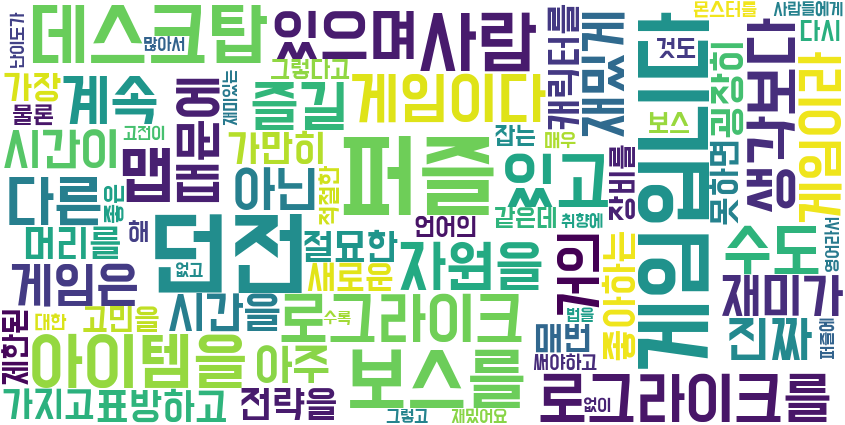 난이도가
데스크탑
많아서
있으며
사람
캐릭터를
재밌게
것도
몬스터를
사람들에게
다시
가장
물론
계속
때문에
재미있는
그렇다고
즐길
게임이다
게임입니다
보스
굉장히
생각보다
게임이라
시간이
고전이
맵
가만히
퍼즐
잡는
매우
있고
장비를
못하면
다른
좋은
아닌
적절한
언어의
같은데
취향에
거의
좋아하는
수도
영어라서
머리를
해
던전
없고
절묘한
자원을
게임은
시간을
새로운
로그라이크
수록
법을
매번
재미가
진짜
퍼즐에
제한된
대한
고민을
아이템을
아주
보스를
써야하고
가지고
표방하고
전략을
그렇고
재밌어요
없이
로그라이크를